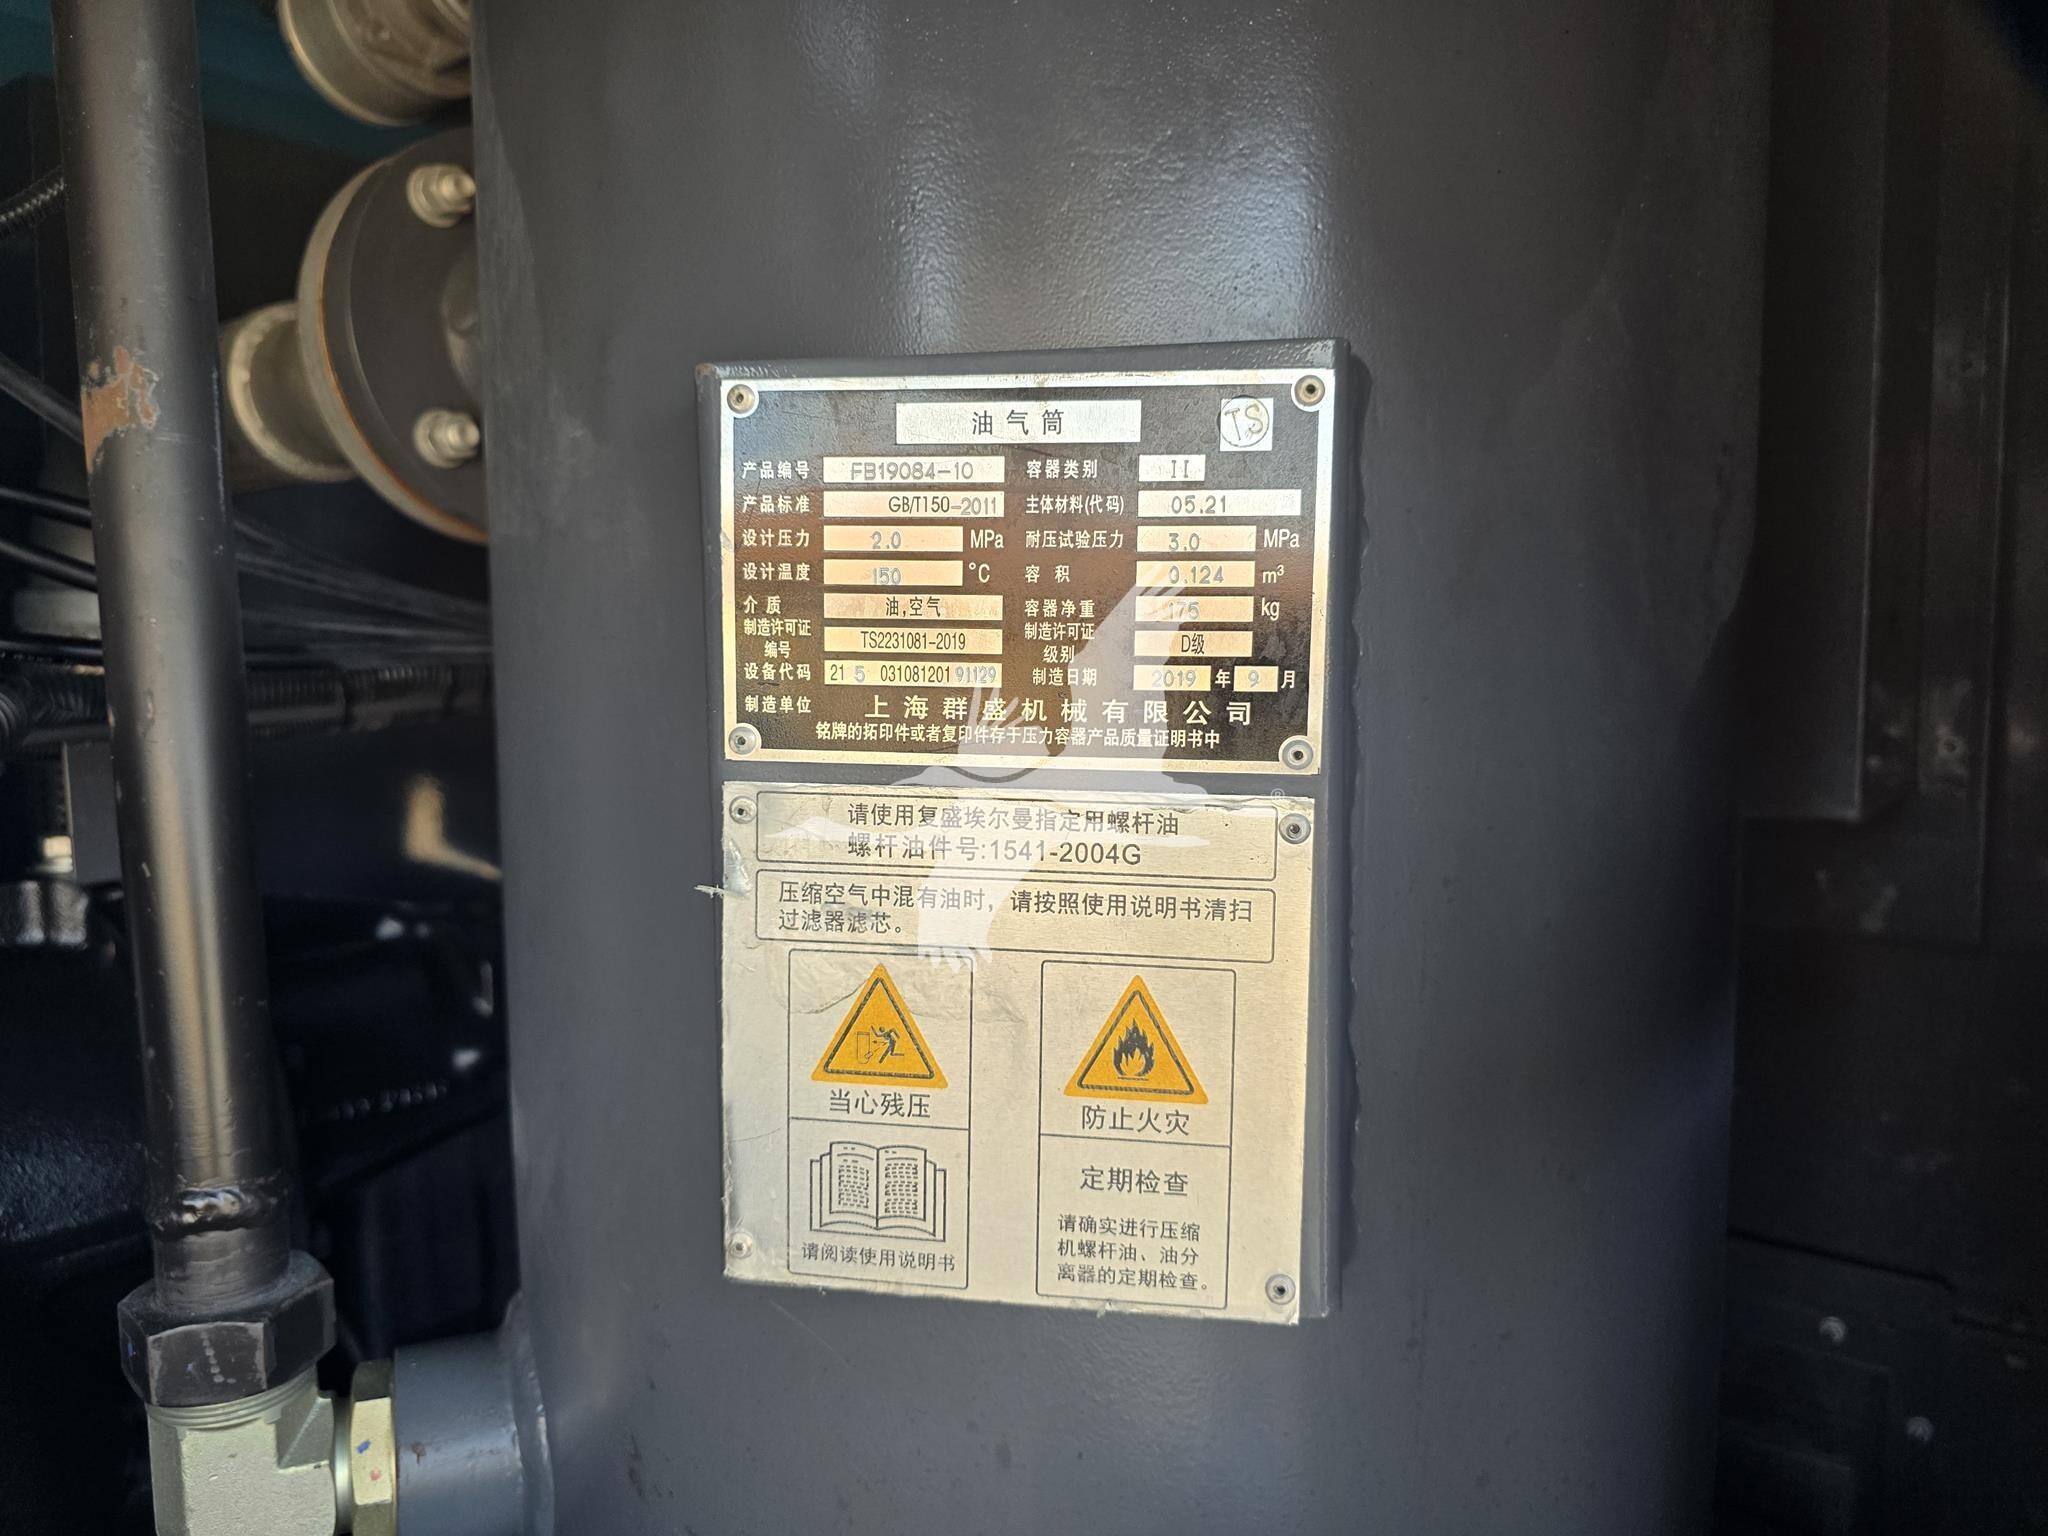 油气筒 TS
产品编号 FB19084-10 容器类别 II
产品标准 GB/T150-2011 主体材料(代码) 05.21
设计压力 2.0 MPa 耐压试验压力 3.0 MPa
设计温度 150 °C 容积 0.124 m³
介质 油,空气 容器净重 175 kg
制造许可证编号 TS2231081-2019 制造许可证级别 D级
设备代码 21 5 031081201 91129 制造日期 2019 年 9 月
制造单位 上海群盛机械有限公司
铭牌的拓印件或者复印件存于压力容器产品质量证明书中
®
请使用复盛埃尔曼指定用螺杆油
螺杆油件号:1541-2004G
压缩空气中混有油时，请按照使用说明书清扫
过滤器滤芯。
当心残压
请阅读使用说明书
防止火灾
定期检查
请确实进行压缩
机螺杆油、油分
离器的定期检查。